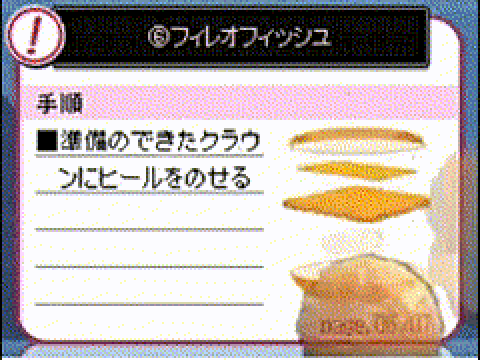 !
⑥フィレオフィッシュ
手順
■準備のできたクラウ
ンにヒールをのせる
page.06/07